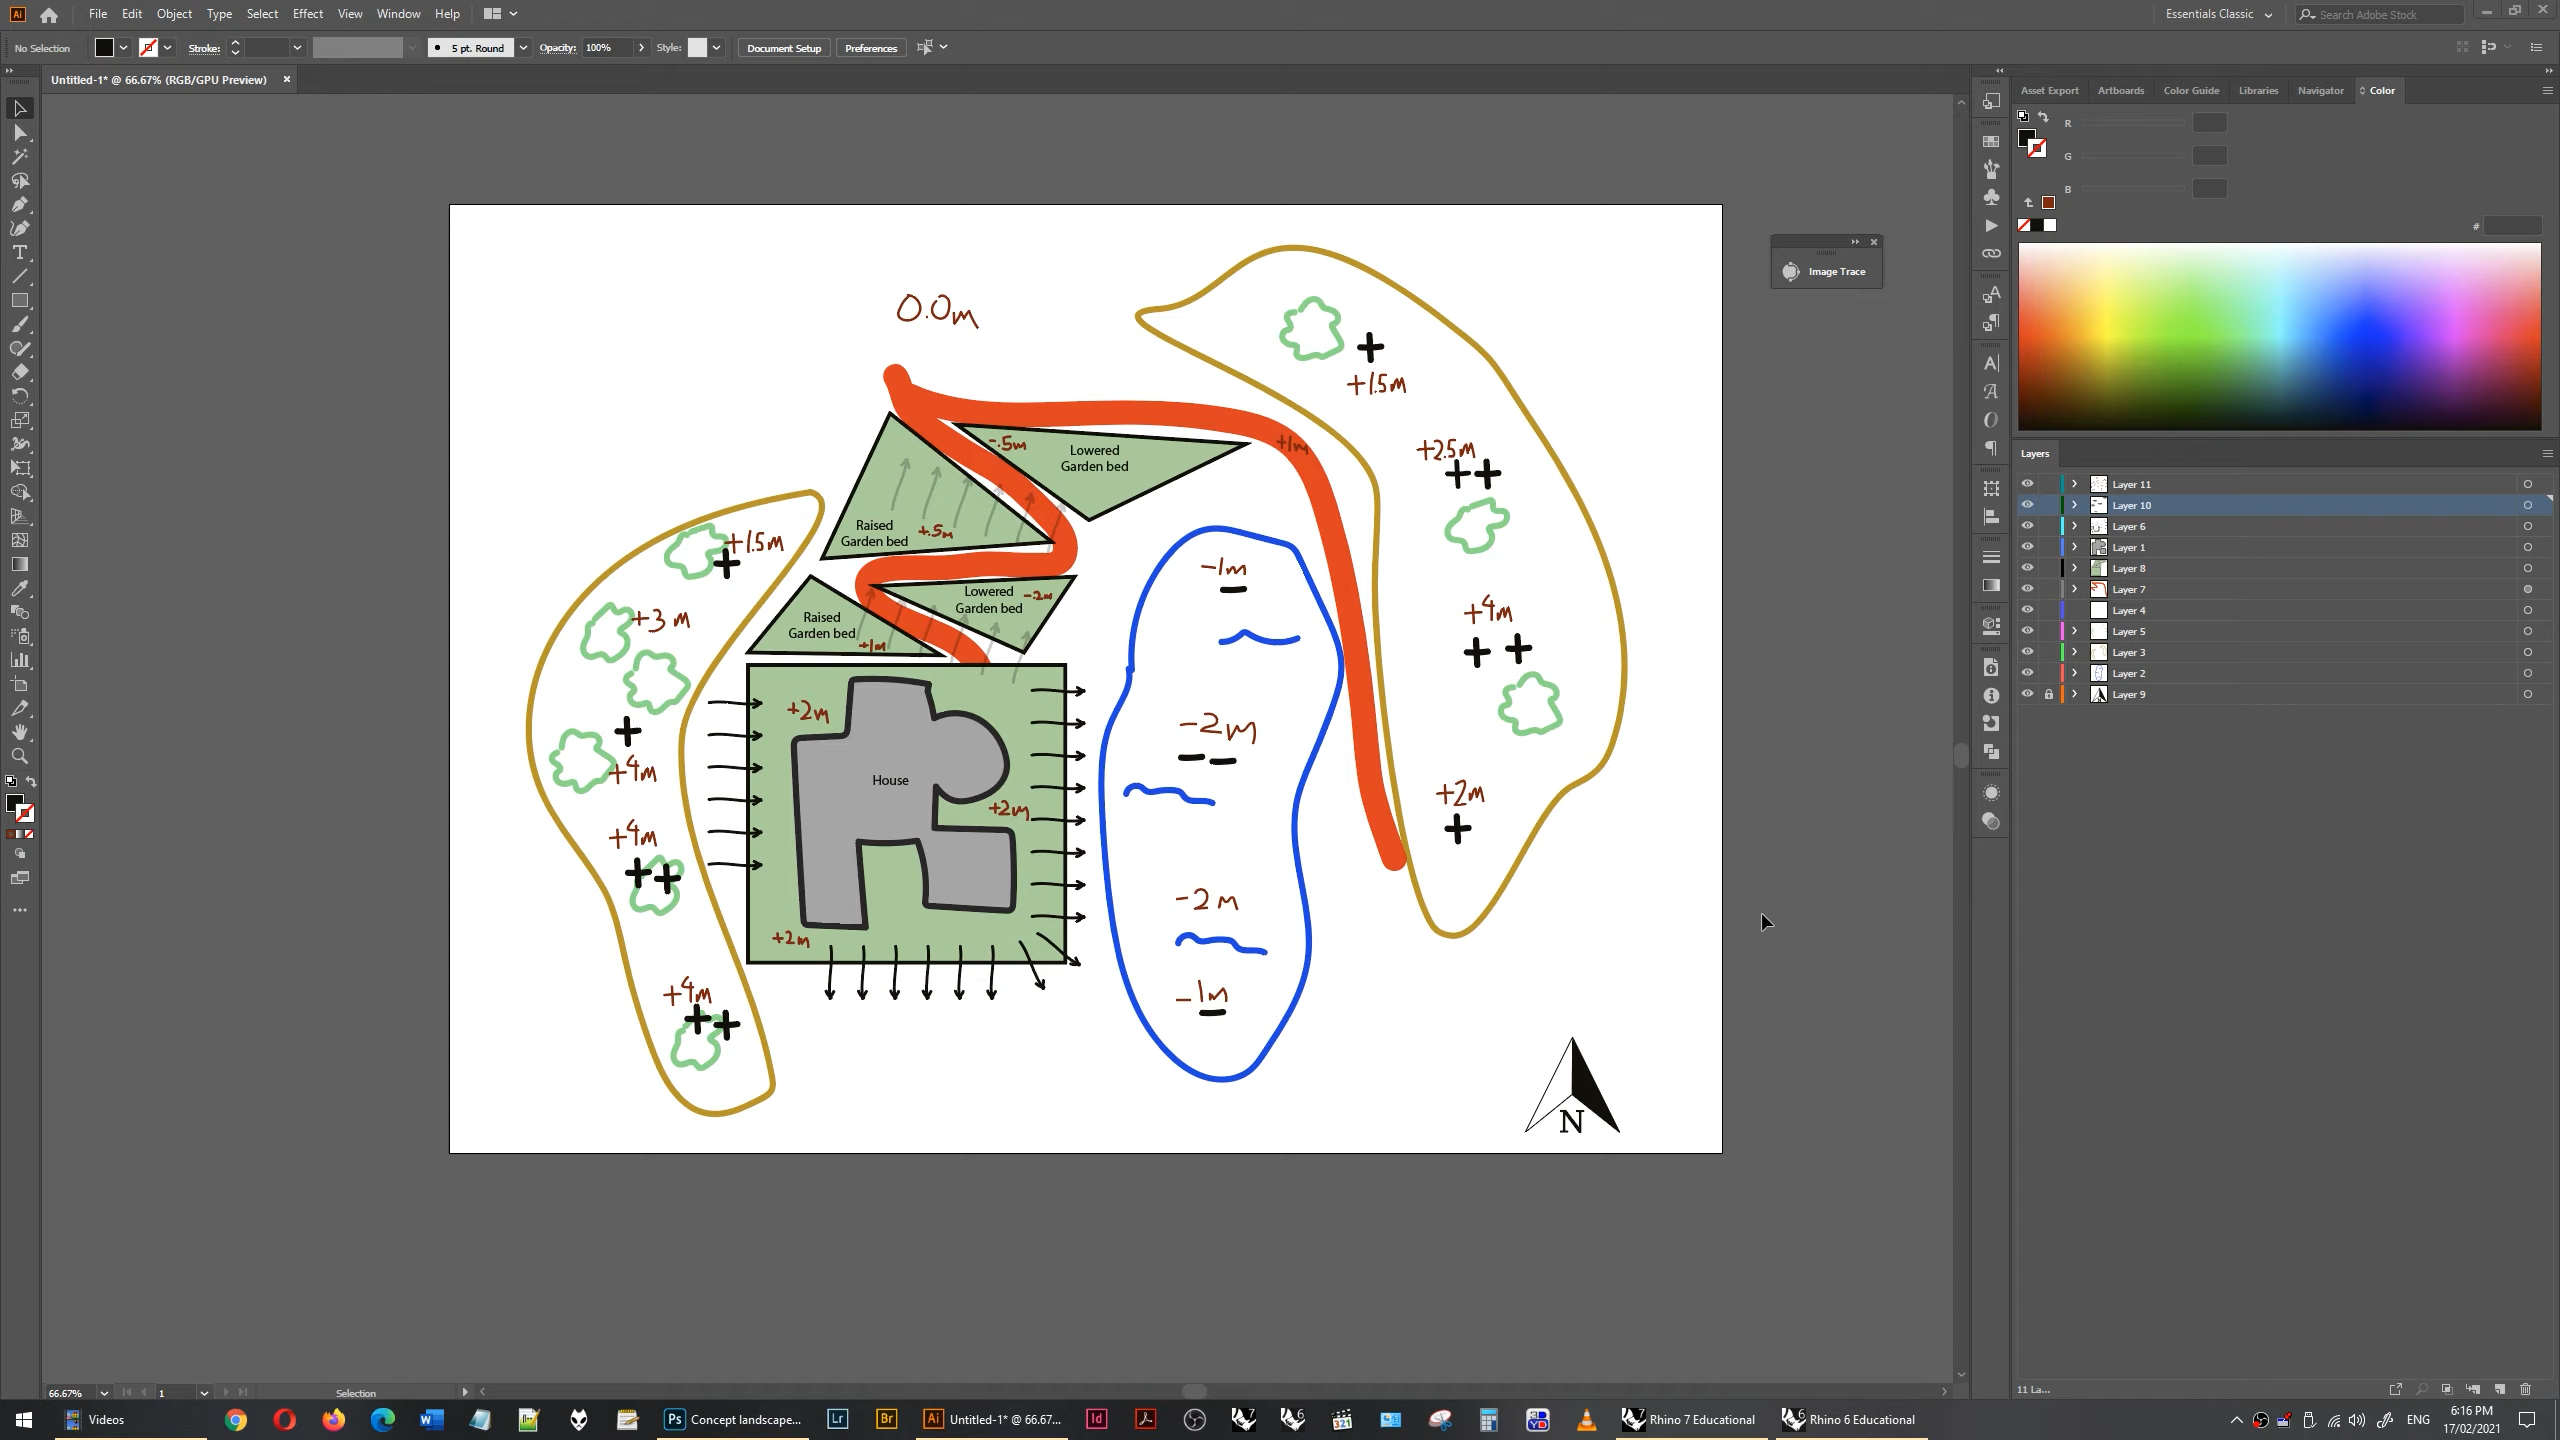 File Edit Object Type Select Effect View Window Help
Essentials Classic
Search Adobe Stock
No Selection
Stroke:
5 pt. Round
Opacity: 100%
Style:
Document Setup
Preferences
Untitled-1* @ 66.67% (RGB/GPU Preview)
Asset Export Artboards Color Guide Libraries Navigator Color
R
G
B
#
Image Trace
Layers
Layer 11
Layer 10
Layer 6
Layer 1
Layer 8
Layer 7
Layer 4
Layer 5
Layer 3
Layer 2
Layer 9
11 La...
0.0m
+1.5m
+2.5m
+4m
+2m
+1m
-.5m
Lowered
Garden bed
Raised
Garden bed
+.5m
Lowered
Garden bed
-.2m
Raised
Garden bed
+1m
+1.5m
+3m
+4m
+4m
+4m
+2m
House
+2m
+2m
-1m
-2m
-2m
-1m
N
66.67%
1
Selection
Videos
Concept landscape...
Untitled-1* @ 66.67...
Rhino 7 Educational
Rhino 6 Educational
ENG
6:16 PM
17/02/2021